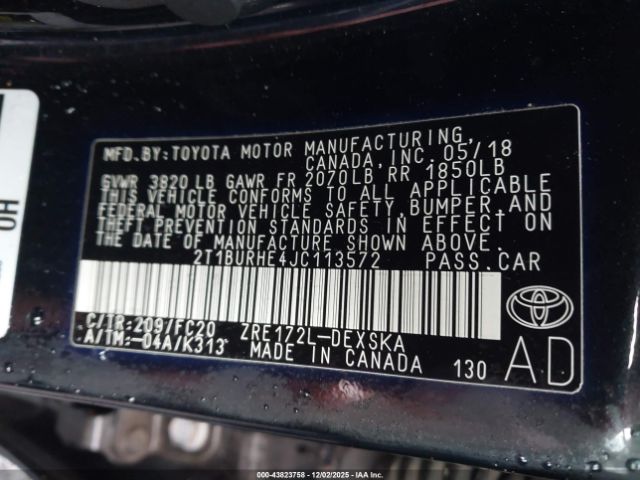 HO
MFD.BY:TOYOTA MOTOR MANUFACTURING,
CANADA, INC. 05/18
GVWR 3820 LB GAWR FR 2070LB RR 1850LB
THIS VEHICLE CONFORMS TO ALL APPLICABLE
FEDERAL MOTOR VEHICLE SAFETY, BUMPER, AND
THEFT PREVENTION STANDARDS IN EFFECT ON
THE DATE OF MANUFACTURE SHOWN ABOVE.
2T1BURHE4JC113572 PASS.CAR
C/TR:209/FC20 ZRE172L-DEXSKA
A/TM:-04A/K313 MADE IN CANADA 130
AD
000-43823758 - 12/02/2025 - IAA Inc.